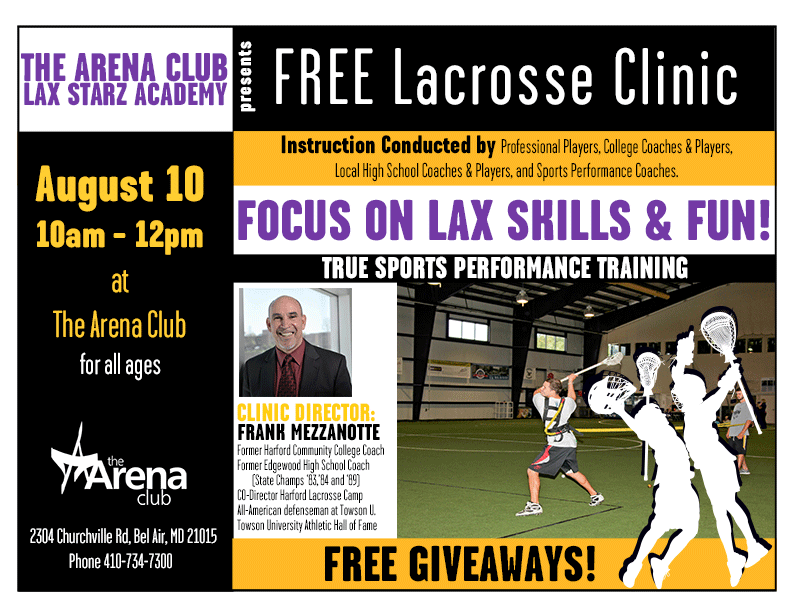 THE ARENA CLUB
LAX STARZ ACADEMY
presents
FREE Lacrosse Clinic
Instruction Conducted by Professional Players, College Coaches & Players,
Local High School Coaches & Players, and Sports Performance Coaches.
August 10
10am - 12pm
at
The Arena Club
for all ages
the
Arena
club
2304 Churchville Rd, Bel Air, MD 21015
Phone 410-734-7300
FOCUS ON LAX SKILLS & FUN!
TRUE SPORTS PERFORMANCE TRAINING
CLINIC DIRECTOR:
FRANK MEZZANOTTE
Former Harford Community College Coach
Former Edgewood High School Coach
(State Champs '83,'84 and '89)
CO-Director Harford Lacrosse Camp
All-American defenseman at Towson U.
Towson University Athletic Hall of Fame
FREE GIVEAWAYS!